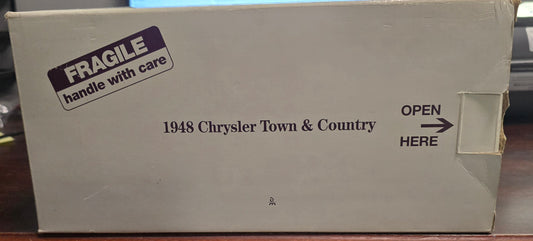 FRAGILE
handle with care
1948 Chrysler Town & Country
OPEN
HERE